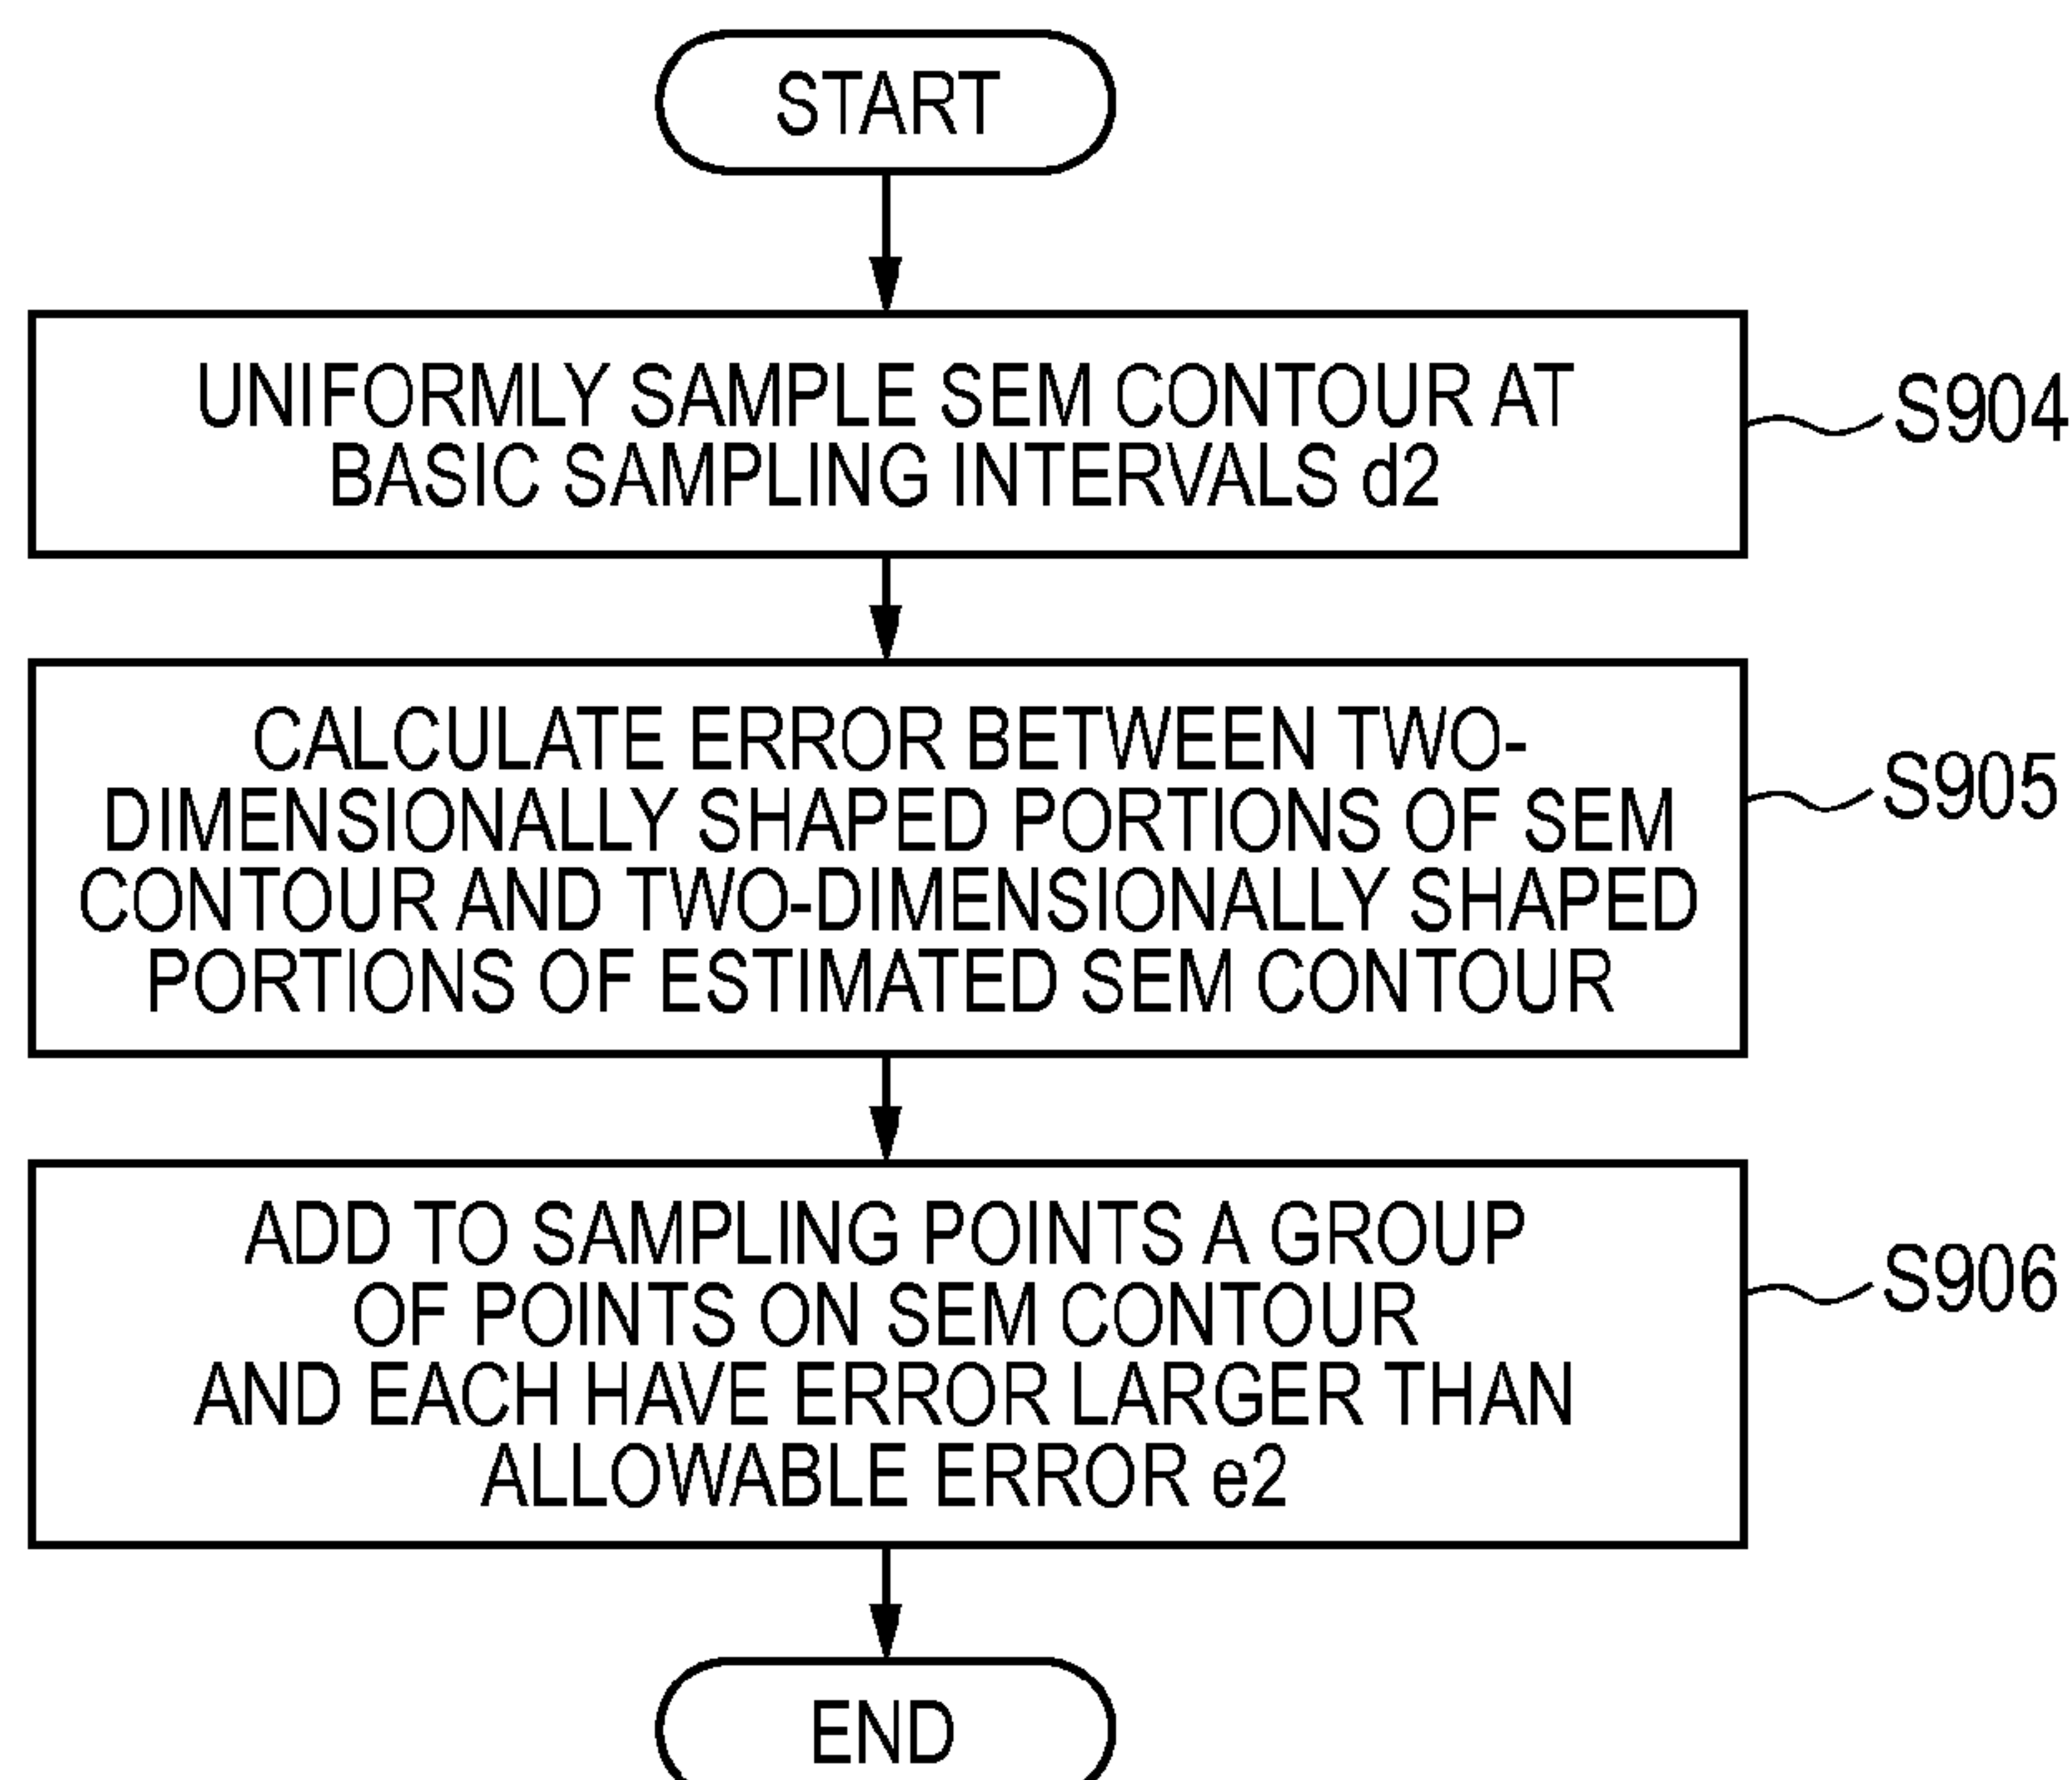 START
UNIFORMLY SAMPLE SEM CONTOUR AT
BASIC SAMPLING INTERVALS d2
S904
CALCULATE ERROR BETWEEN TWO-
DIMENSIONALLY SHAPED PORTIONS OF SEM
CONTOUR AND TWO-DIMENSIONALLY SHAPED
PORTIONS OF ESTIMATED SEM CONTOUR
S905
ADD TO SAMPLING POINTS A GROUP
OF POINTS ON SEM CONTOUR
AND EACH HAVE ERROR LARGER THAN
ALLOWABLE ERROR e2
S906
END